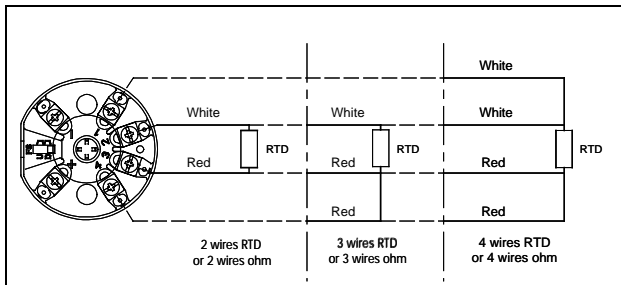 White
White
White
White
RTD
RTD
RTD
Red
Red
Red
Red
Red
2 wires RTD
or 2 wires ohm
3 wires RTD
or 3 wires ohm
4 wires RTD
or 4 wires ohm